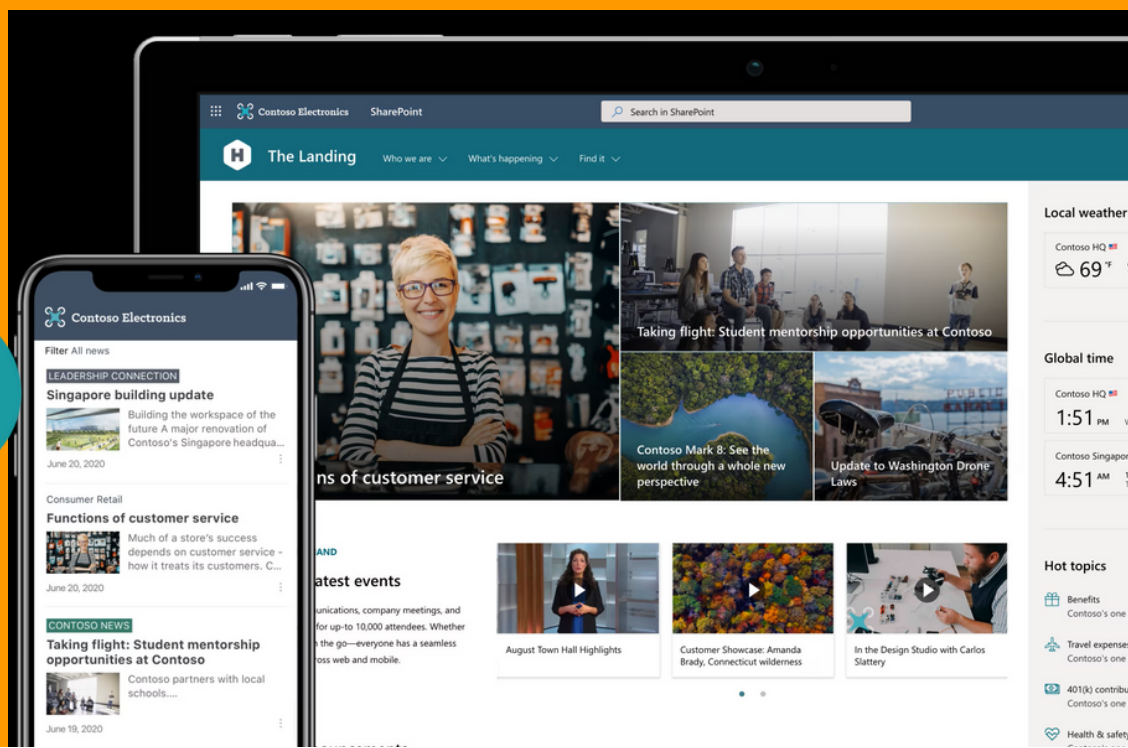 Contoso Electronics
SharePoint
Search in SharePoint
H
The Landing
Who we are
What's happening
Find it
ns of customer service
Taking flight: Student mentorship opportunities at Contoso
Contoso Mark 8: See the
world through a whole new
perspective
Update to Washington Drone
Laws
Local weather
Contoso HQ
69 °F
Global time
Contoso HQ
1:51 PM
Contoso Singapor
4:51 AM
Hot topics
Benefits
Contoso's one
Travel expenses
Contoso's one
401(k) contribu
Contoso's one
Health & safety
AND
atest events
unications, company meetings, and
for up-to 10,000 attendees. Whether
the go—everyone has a seamless
oss web and mobile.
August Town Hall Highlights
Customer Showcase: Amanda
Brady, Connecticut wilderness
In the Design Studio with Carlos
Slattery
Contoso Electronics
Filter All news
LEADERSHIP CONNECTION
Singapore building update
Building the workspace of the
future A major renovation of
Contoso's Singapore headqua...
June 20, 2020
Consumer Retail
Functions of customer service
Much of a store's success
depends on customer service -
how it treats its customers. C...
June 20, 2020
CONTOSO NEWS
Taking flight: Student mentorship
opportunities at Contoso
Contoso partners with local
schools....
June 19, 2020